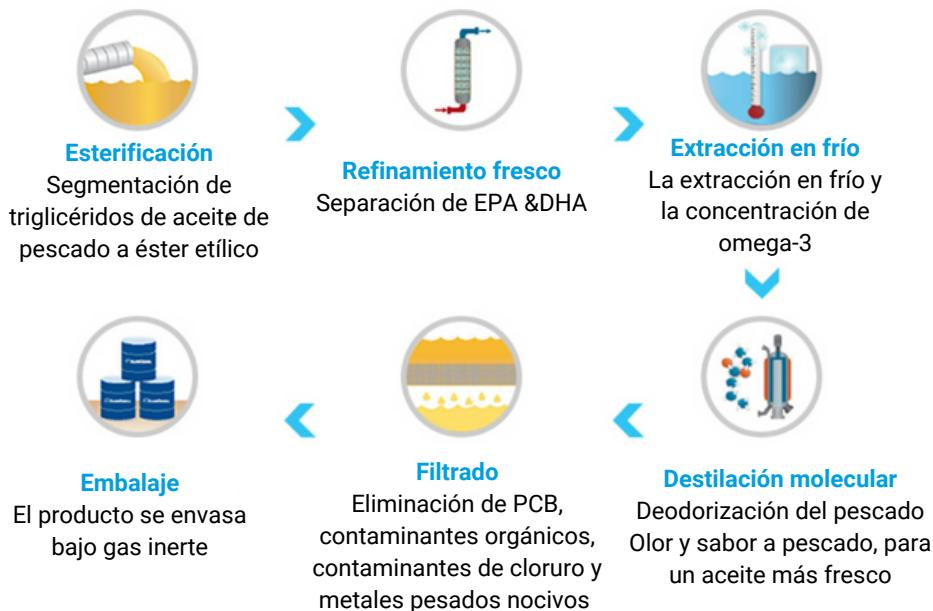 Esterificación
Segmentación de
triglicéridos de aceite de
pescado a éster etílico
Refinamiento fresco
Separación de EPA &DHA
Extracción en frío
La extracción en frío y
la concentración de
omega-3
Destilación molecular
Deodorización del pescado
Olor y sabor a pescado, para
un aceite más fresco
Filtrado
Eliminación de PCB,
contaminantes orgánicos,
contaminantes de cloruro y
metales pesados nocivos
Embalaje
El producto se envasa
bajo gas inerte